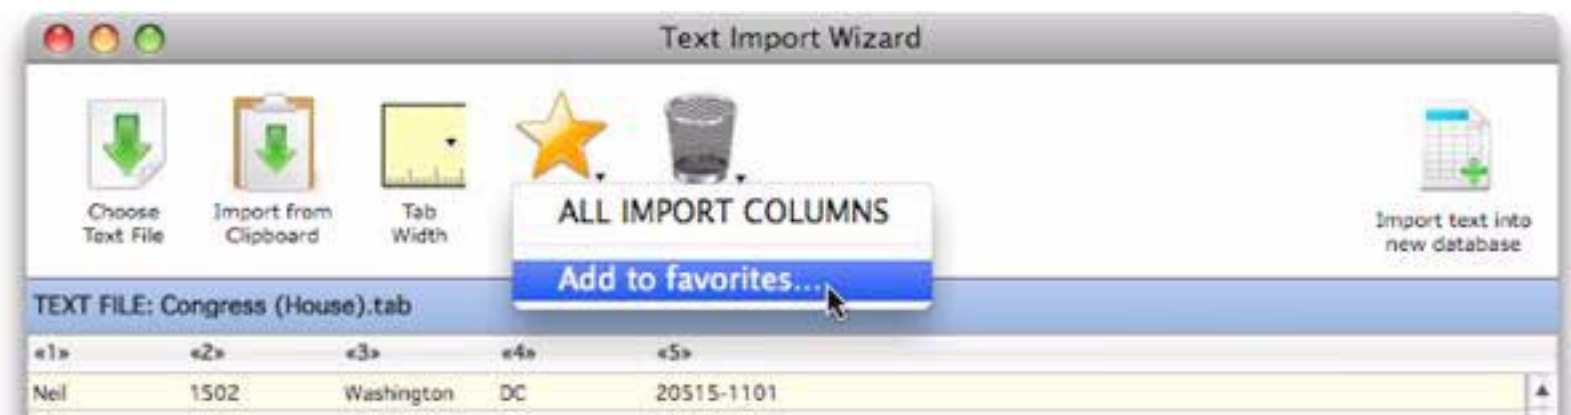 Text Import Wizard
Choose
Text File
Import from
Clipboard
Tab
Width
ALL IMPORT COLUMNS
Add to favorites...
Import text into
new database
TEXT FILE: Congress (House).tab
«1» «2» «3» «4» «5»
Neil 1502 Washington DC 20515-1101